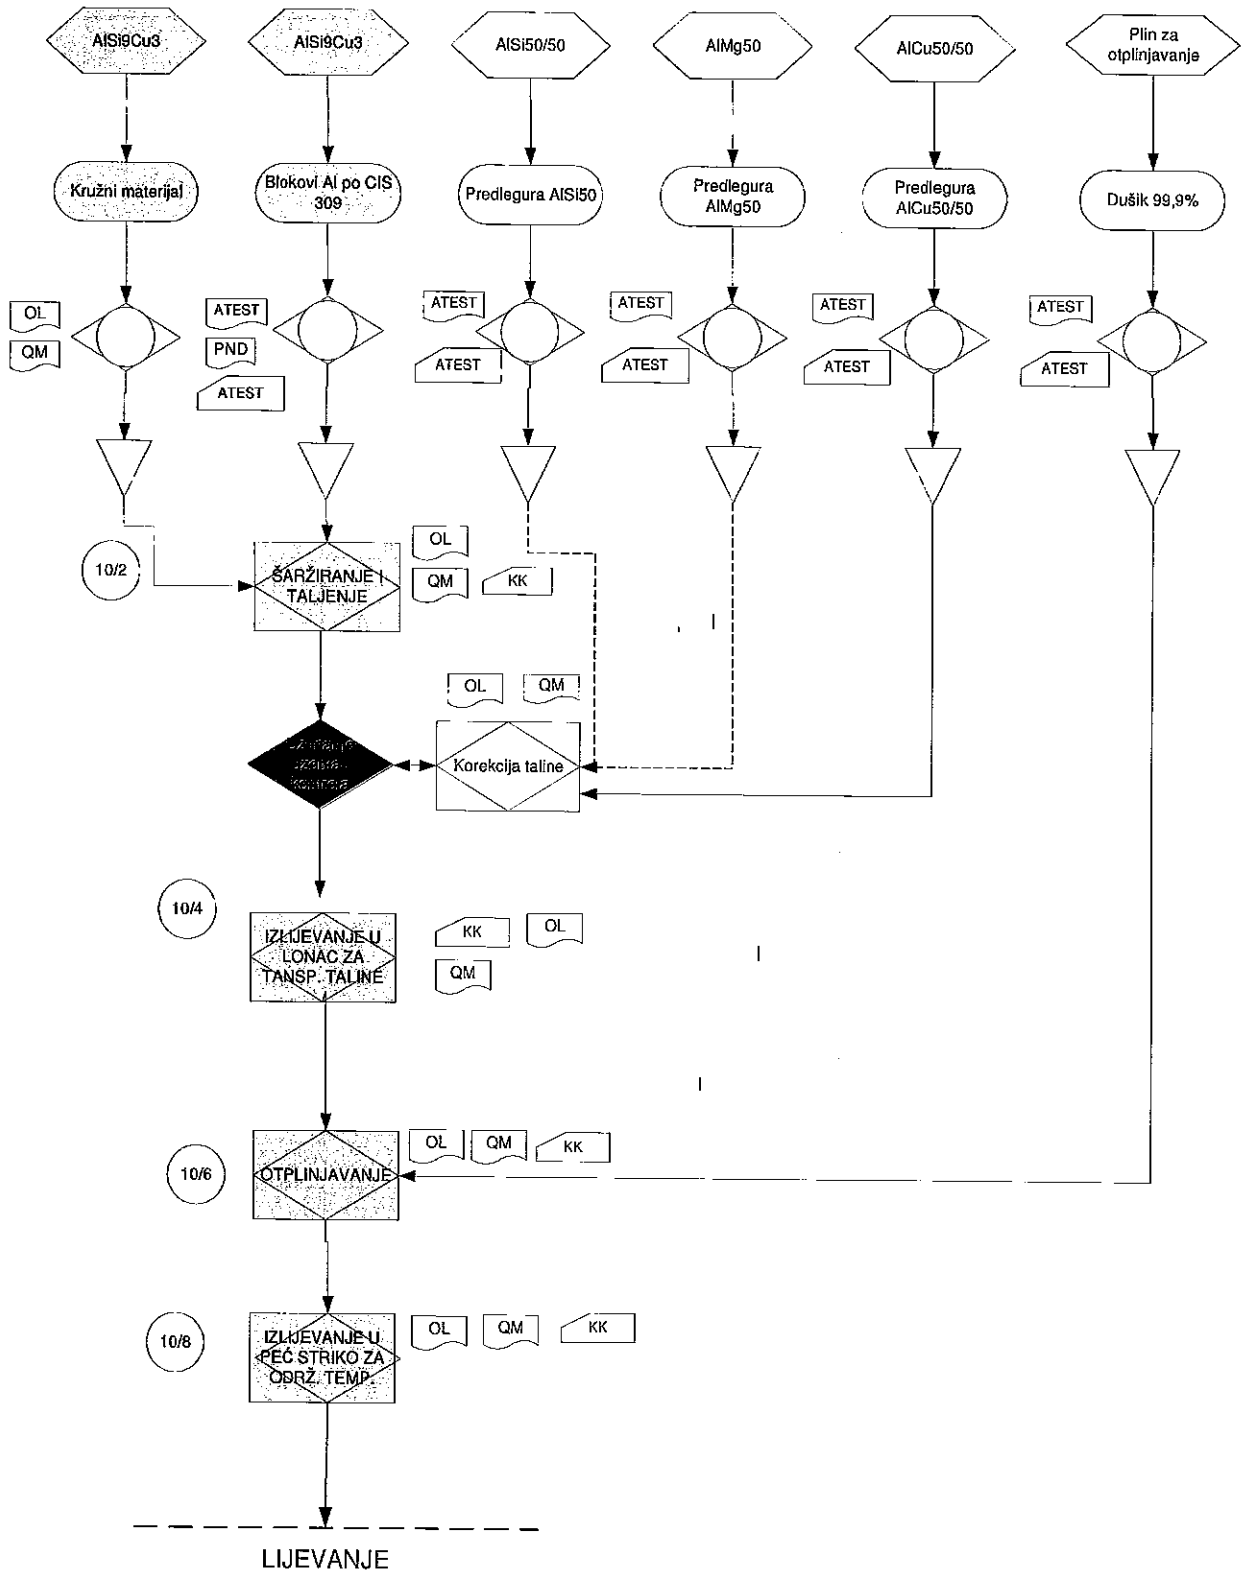 AlSi9Cu3
AlSi9Cu3
AlSi50/50
AlMg50
AlCu50/50
Plin za
otplinjavanje
Kružni materijal
Blokovi Al po CIS
309
Predlegura AlSi50
Predlegura
AlMg50
Predlegura
AlCu50/50
Dušik 99,9%
OL
QM
ATEST
PND
ATEST
ATEST
ATEST
ATEST
ATEST
ATEST
ATEST
ATEST
ATEST
10/2
ŠARŽIRANJE I
TALJENJE
OL
QM
KK
OL
QM
Korekcija taline
10/4
IZLIJEVANJE U
LONAC ZA
TANSP. TALINE
KK
OL
QM
10/6
OTPLINJAVANJE
OL
QM
KK
10/8
IZLIJEVANJE U
PEĆ STRIKO ZA
ODRŽ. TEMP.
OL
QM
KK
LIJEVANJE